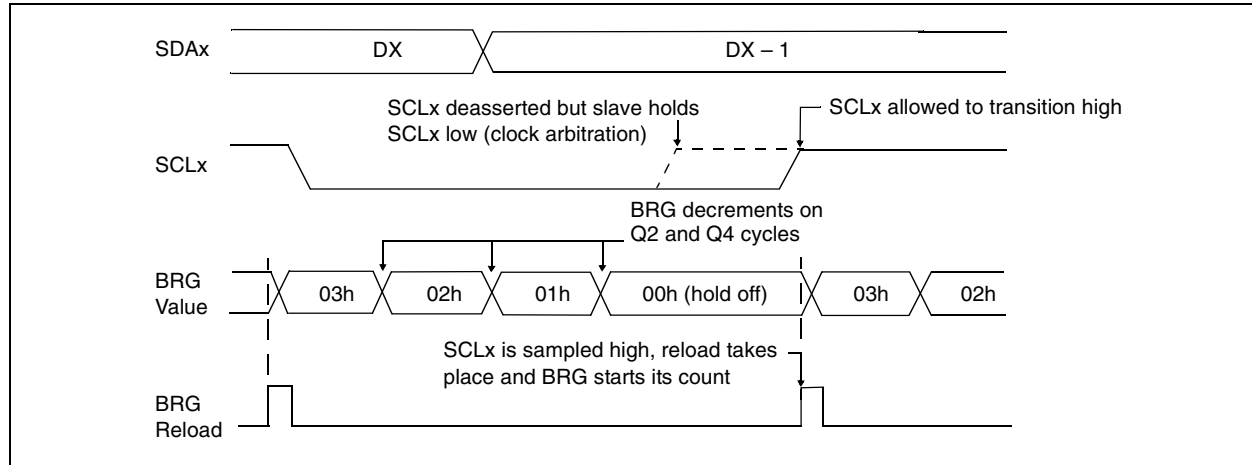 SDAx
DX
DX – 1
SCLx deasserted but slave holds
SCLx low (clock arbitration)
SCLx allowed to transition high
SCLx
BRG decrements on
Q2 and Q4 cycles
BRG
Value
03h
02h
01h
00h (hold off)
03h
02h
SCLx is sampled high, reload takes
place and BRG starts its count
BRG
Reload